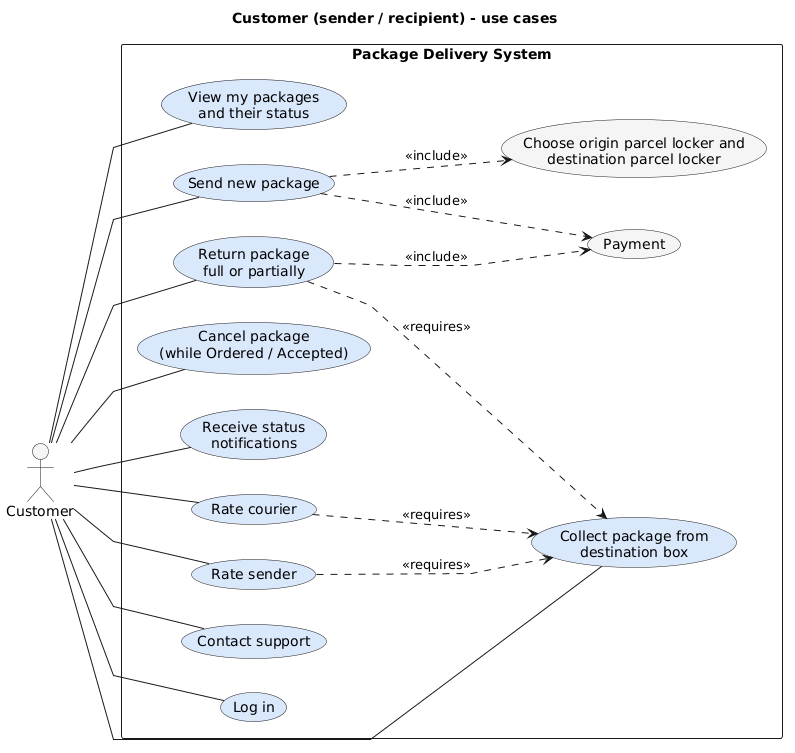 Customer (sender / recipient) - use cases
Package Delivery System
View my packages
and their status
Choose origin parcel locker and
destination parcel locker
«include»
Send new package
«include»
Payment
Return package
full or partially
«include»
«requires»
Cancel package
(while Ordered / Accepted)
Receive status
notifications
Customer
Rate courier
«requires»
Collect package from
destination box
Rate sender
«requires»
Contact support
Log in